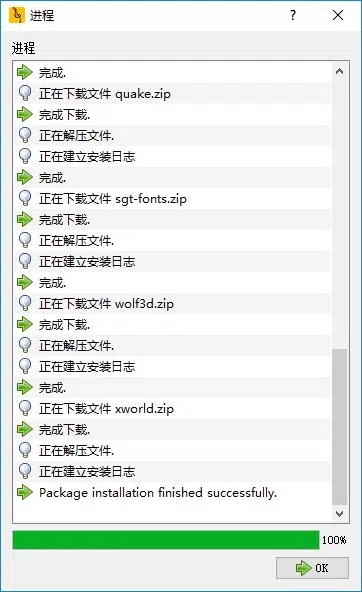 进程
?
进程
完成.
正在下载文件 quake.zip
完成下载.
正在解压文件.
正在建立安装日志
完成.
正在下载文件 sgt-fonts.zip
完成下载.
正在解压文件.
正在建立安装日志
完成.
正在下载文件 wolf3d.zip
完成下载.
正在解压文件.
正在建立安装日志
完成.
正在下载文件 xworld.zip
完成下载.
正在解压文件.
正在建立安装日志
Package installation finished successfully.
100%
OK